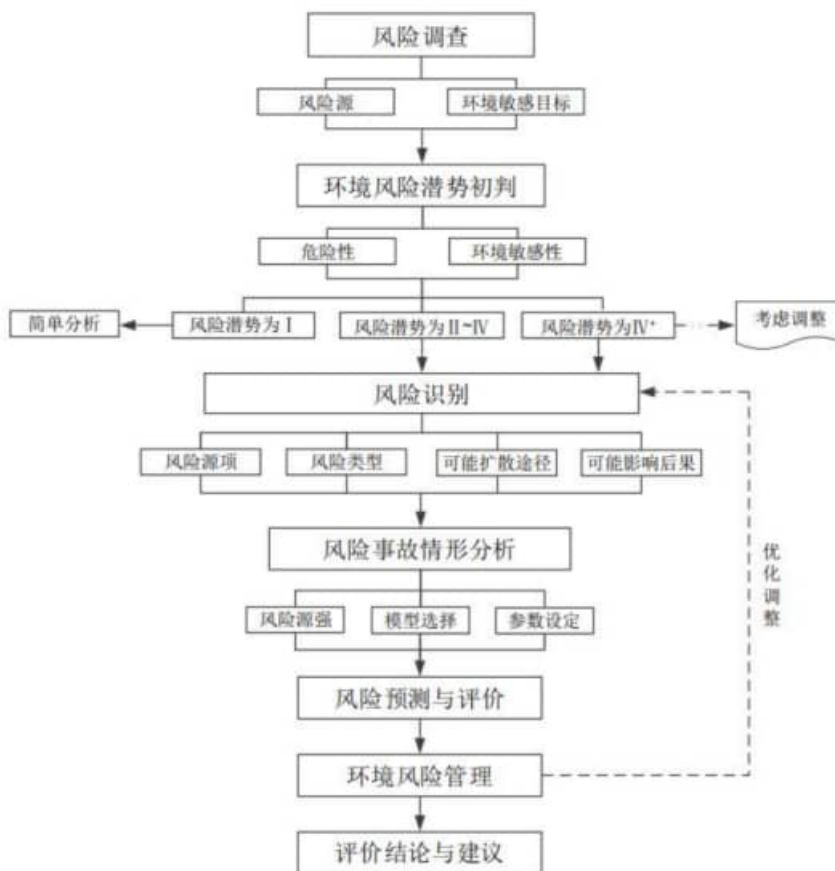 风险调查
风险源
环境敏感目标
环境风险潜势初判
危险性
环境敏感性
简单分析
风险潜势为Ⅰ
风险潜势为Ⅱ~Ⅳ
风险潜势为Ⅳ+
考虑调整
风险识别
风险源项
风险类型
可能扩散途径
可能影响后果
风险事故情形分析
优化调整
风险源强
模型选择
参数设定
风险预测与评价
环境风险管理
评价结论与建议